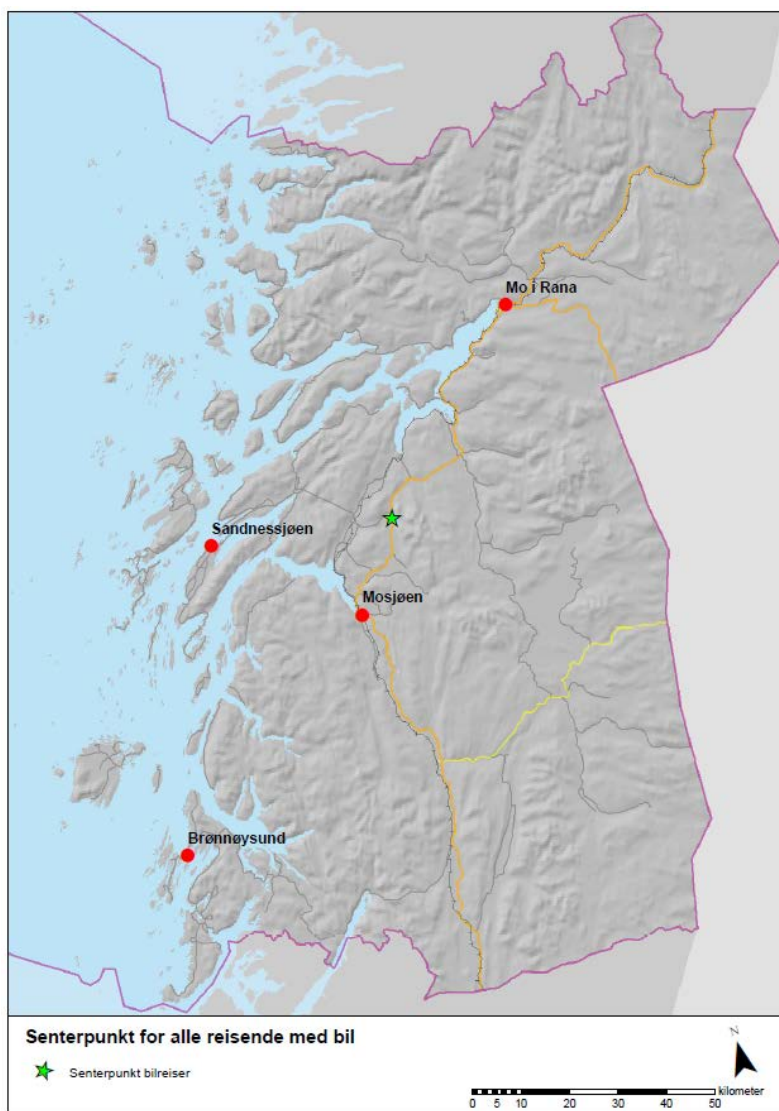 Mo i Rana
Sandnessjøen
Mosjøen
Brønnøysund
Senterpunkt for alle reisende med bil
Senterpunkt bilreiser
N
kilometer
0 5 10 20 30 40 50